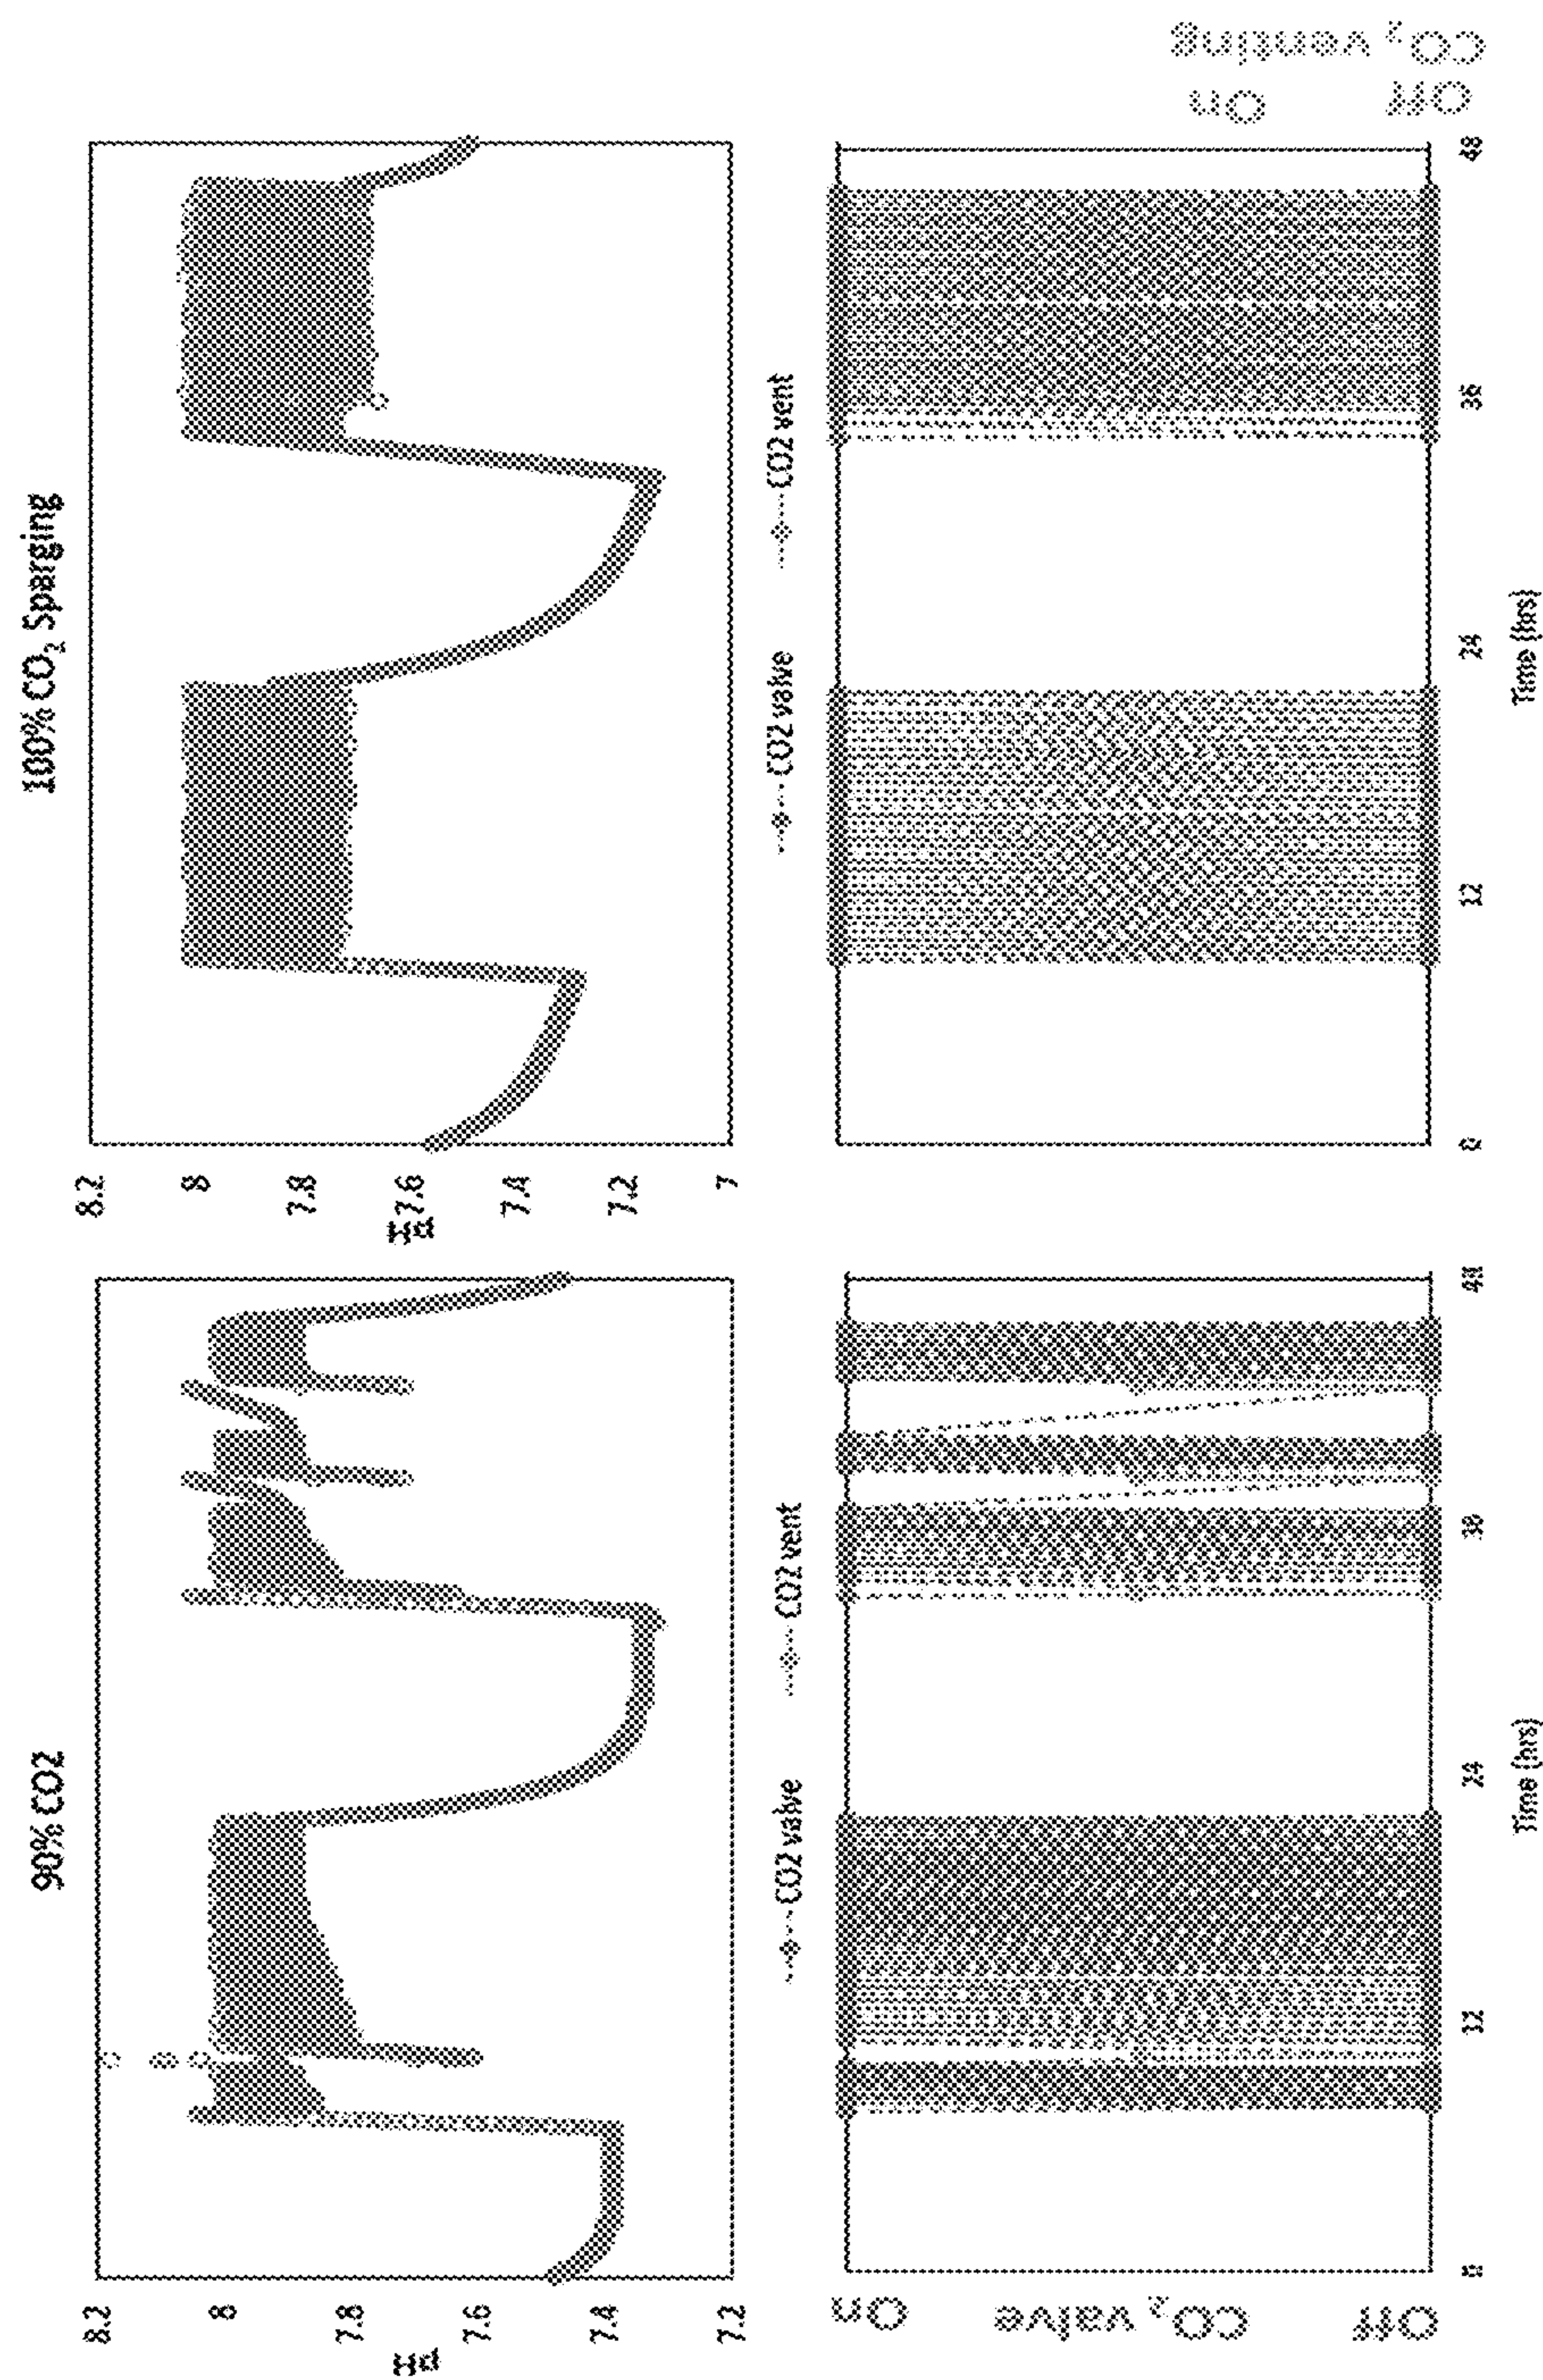 90% CO2
8.2
8
7.8
7.6
7.4
7.2
pH
CO2 valve
CO2 vent
On
CO₂ valve
Off
0
12
24
36
48
Time (hrs)
100% CO₂ Sparging
8.2
8
7.8
7.6
7.4
7.2
7
pH
CO2 valve
CO2 vent
0
12
24
36
48
Time (hrs)
On
Off
CO₂ venting